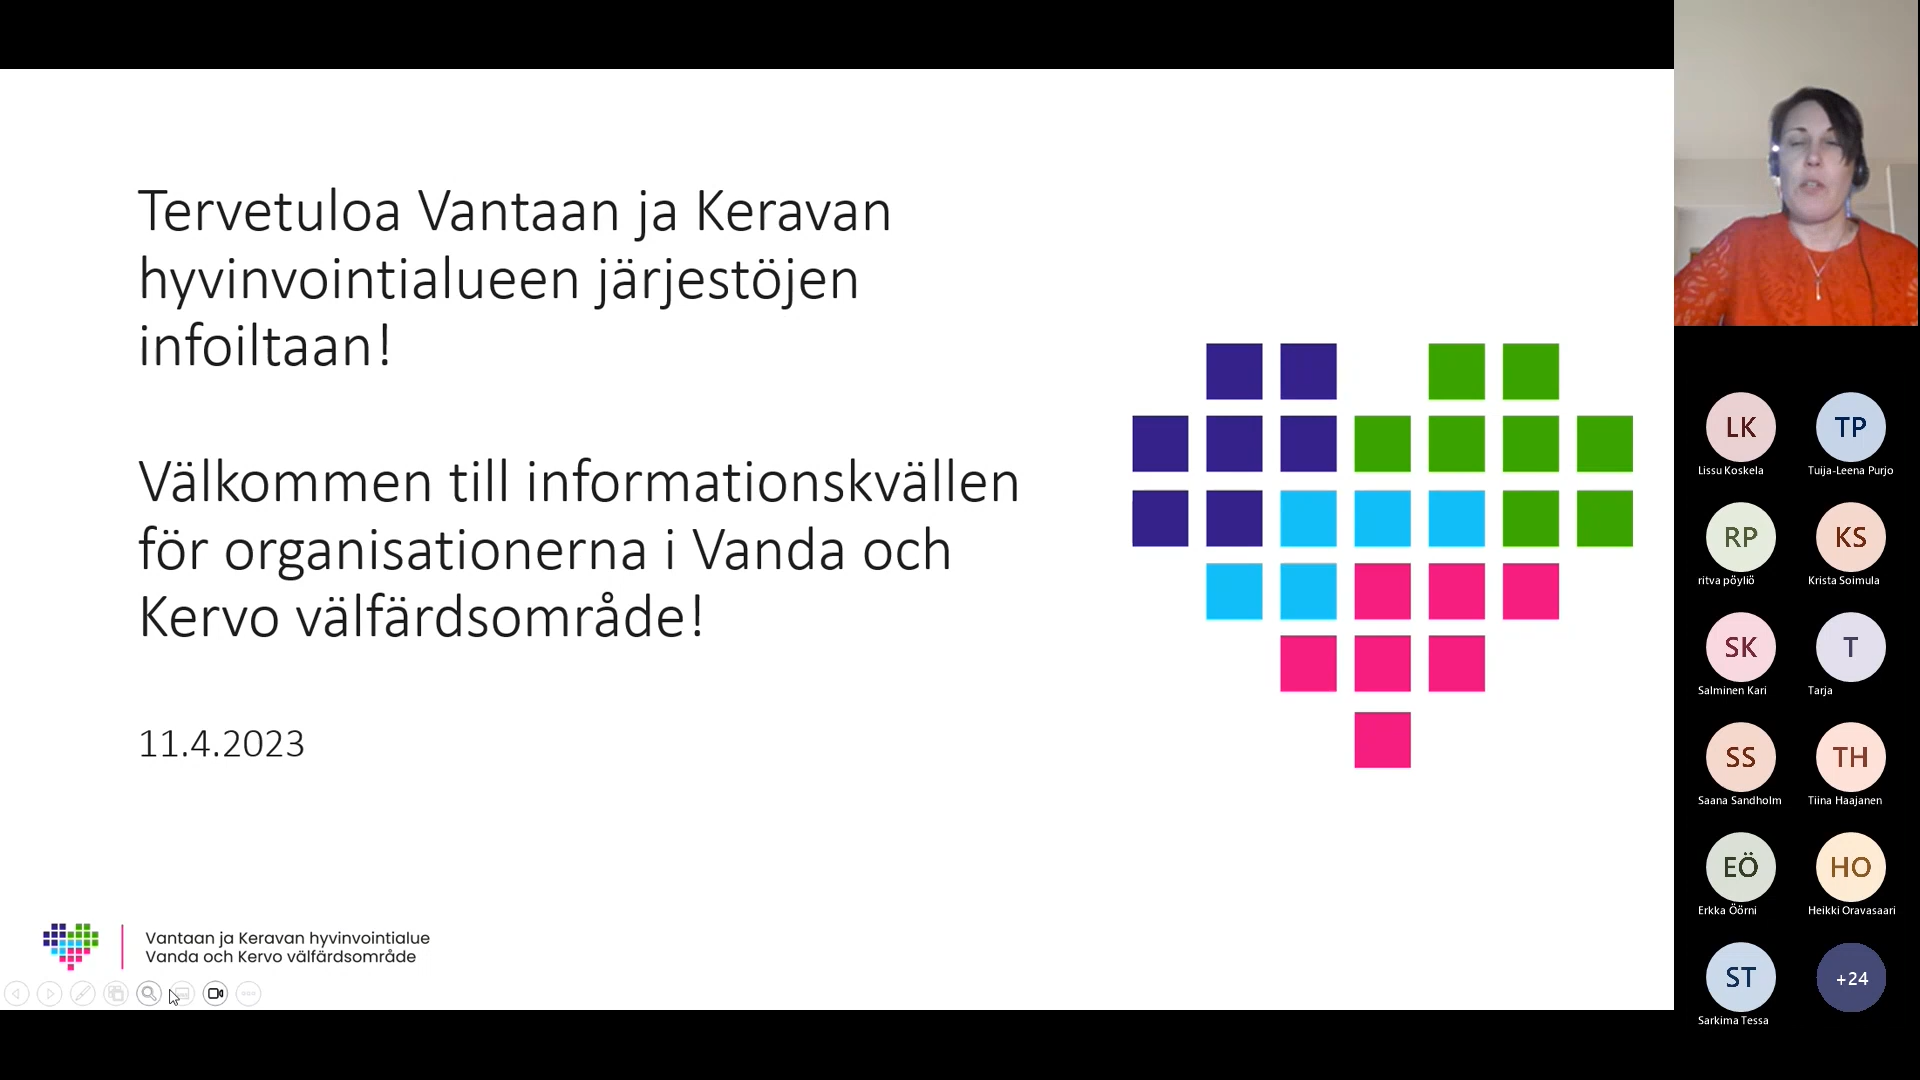 Tervetuloa Vantaan ja Keravan
hyvinvointialueen järjestöjen
infoiltaan!
Välkommen till informationskvällen
för organisationerna i Vanda och
Kervo välfärdsområde!
11.4.2023
Vantaan ja Keravan hyvinvointialue
Vanda och Kervo välfärdsområde
LK
Lissu Koskela
TP
Tuija-Leena Purjo
RP
ritva pöyliö
KS
Krista Soimula
SK
Salminen Kari
T
Tarja
SS
Saana Sandholm
TH
Tiina Haajanen
EÖ
Erkka Öörni
HO
Heikki Oravasaari
ST
Sarkima Tessa
+24